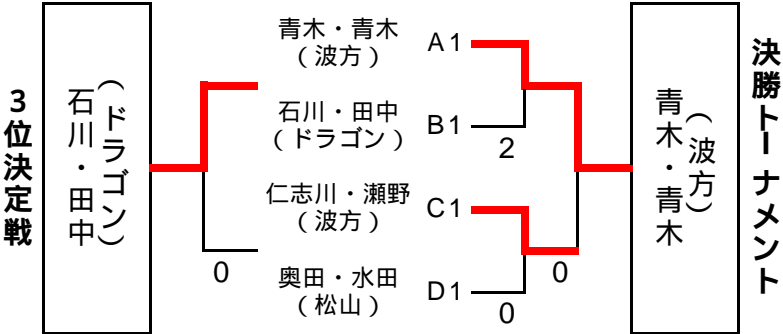 3位決定戦
石川・田中
(ドラゴン)
青木・青木
(波方)
A1
石川・田中
(ドラゴン)
B1
2
仁志川・瀬野
(波方)
C1
奥田・水田
(松山)
D1
0
0
0
青木・青木
(波方)
決勝トーナメント